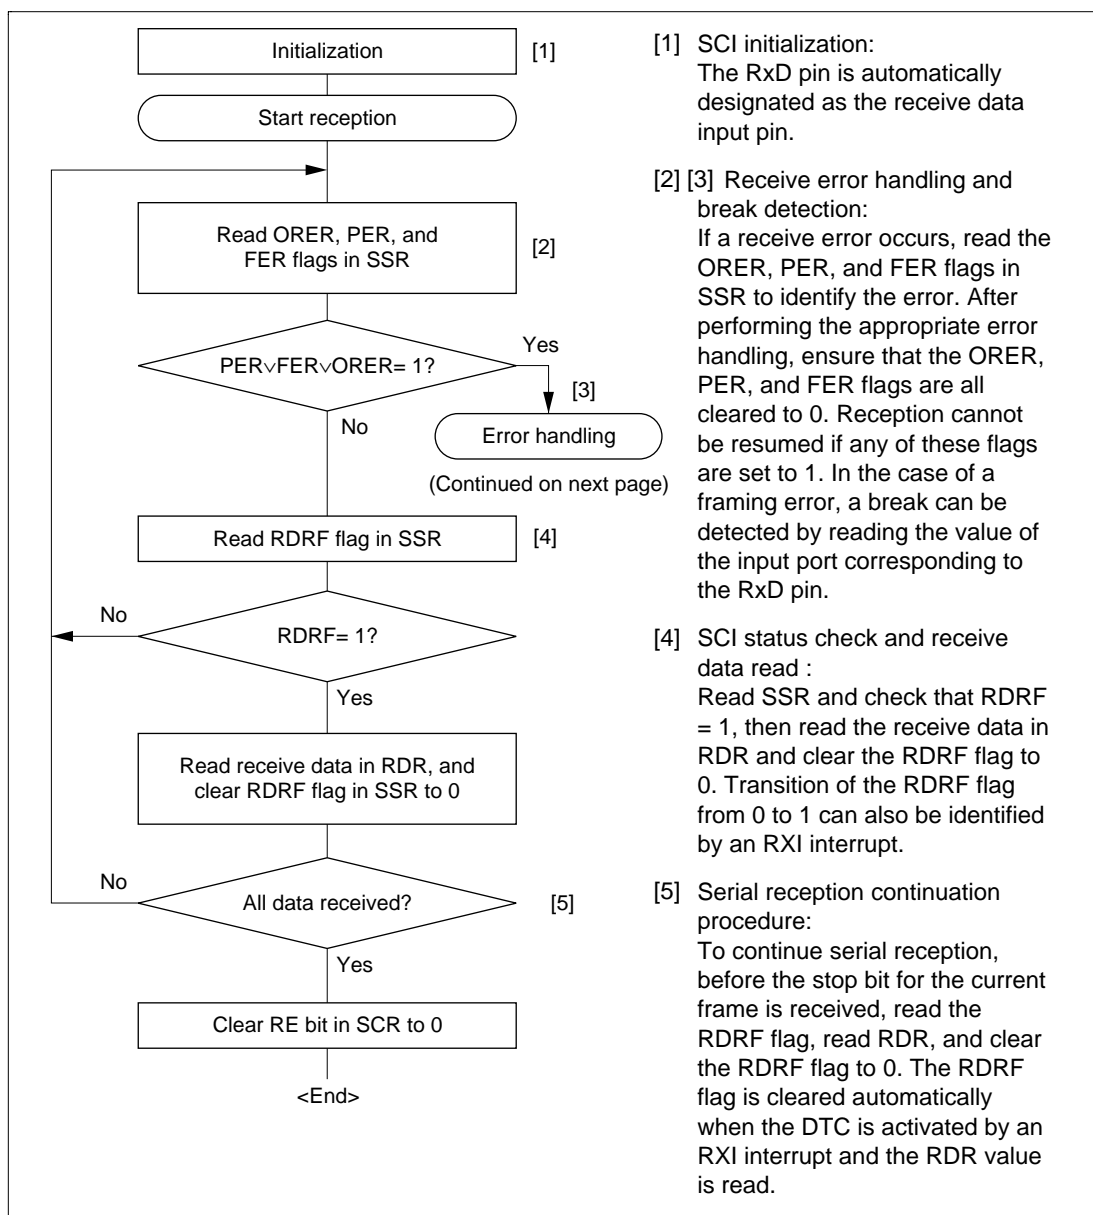 Initialization
[1]
Start reception
Read ORER, PER, and
FER flags in SSR
[2]
PER∨FER∨ORER= 1?
Yes
[3]
No
Error handling
(Continued on next page)
Read RDRF flag in SSR
[4]
No
RDRF= 1?
Yes
Read receive data in RDR, and
clear RDRF flag in SSR to 0
No
All data received?
[5]
Yes
Clear RE bit in SCR to 0
<End>
[1] SCI initialization:
The RxD pin is automatically
designated as the receive data
input pin.
[2] [3] Receive error handling and
break detection:
If a receive error occurs, read the
ORER, PER, and FER flags in
SSR to identify the error. After
performing the appropriate error
handling, ensure that the ORER,
PER, and FER flags are all
cleared to 0. Reception cannot
be resumed if any of these flags
are set to 1. In the case of a
framing error, a break can be
detected by reading the value of
the input port corresponding to
the RxD pin.
[4] SCI status check and receive
data read :
Read SSR and check that RDRF
= 1, then read the receive data in
RDR and clear the RDRF flag to
0. Transition of the RDRF flag
from 0 to 1 can also be identified
by an RXI interrupt.
[5] Serial reception continuation
procedure:
To continue serial reception,
before the stop bit for the current
frame is received, read the
RDRF flag, read RDR, and clear
the RDRF flag to 0. The RDRF
flag is cleared automatically
when the DTC is activated by an
RXI interrupt and the RDR value
is read.